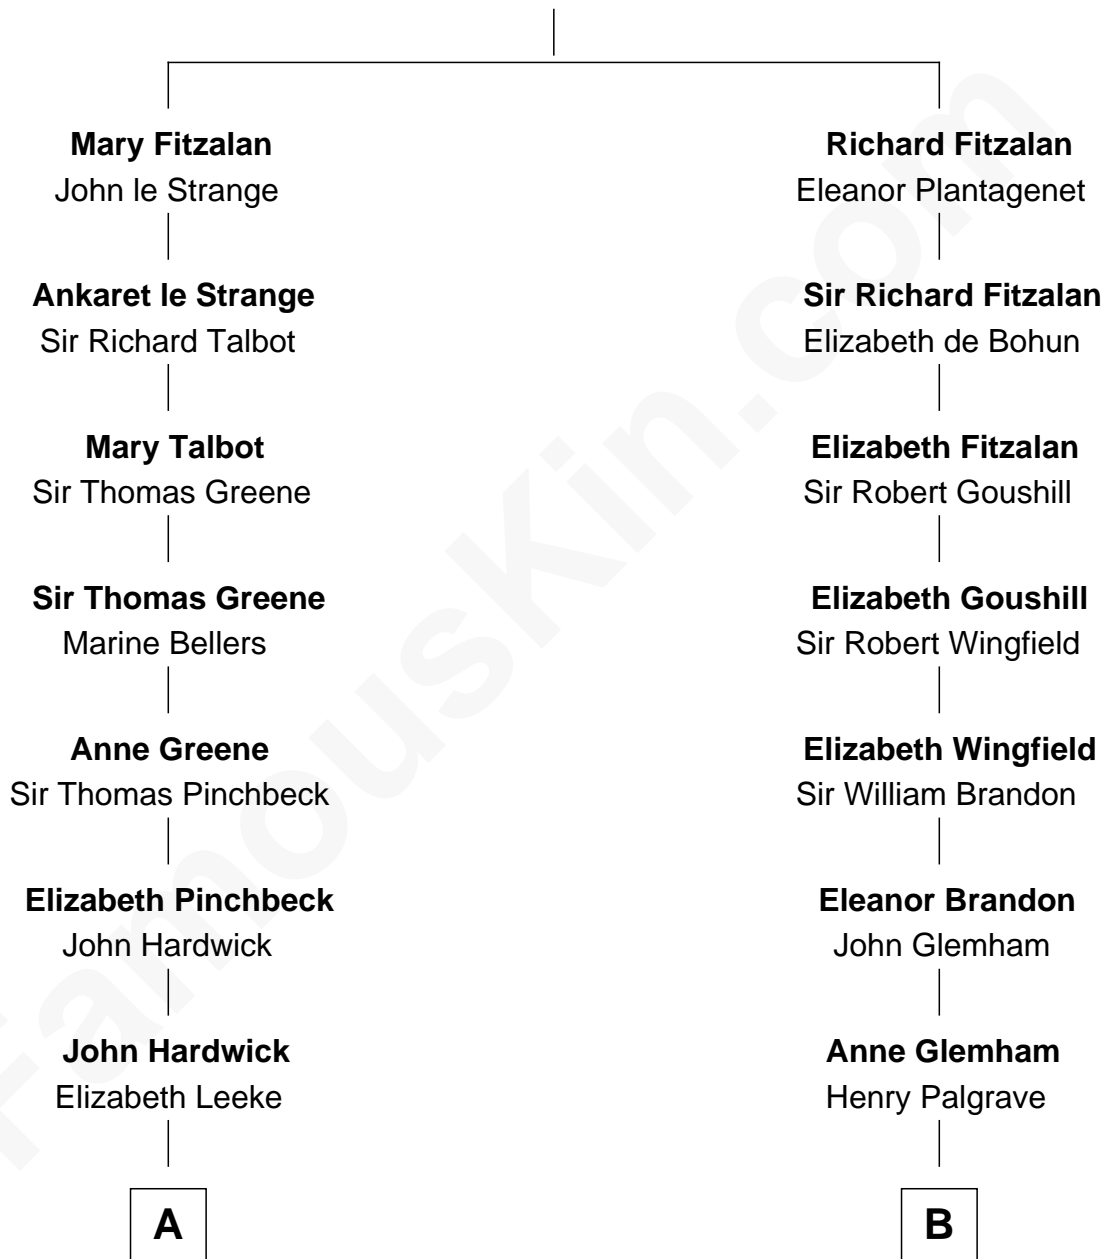 Mary Fitzalan
John le Strange
Richard Fitzalan
Eleanor Plantagenet
Ankaret le Strange
Sir Richard Talbot
Sir Richard Fitzalan
Elizabeth de Bohun
Mary Talbot
Sir Thomas Greene
Elizabeth Fitzalan
Sir Robert Goushill
Sir Thomas Greene
Marine Bellers
Elizabeth Goushill
Sir Robert Wingfield
Anne Greene
Sir Thomas Pinchbeck
Elizabeth Wingfield
Sir William Brandon
Elizabeth Pinchbeck
John Hardwick
Eleanor Brandon
John Glemham
John Hardwick
Elizabeth Leeke
Anne Glemham
Henry Palgrave
A
B
FamousKin.com